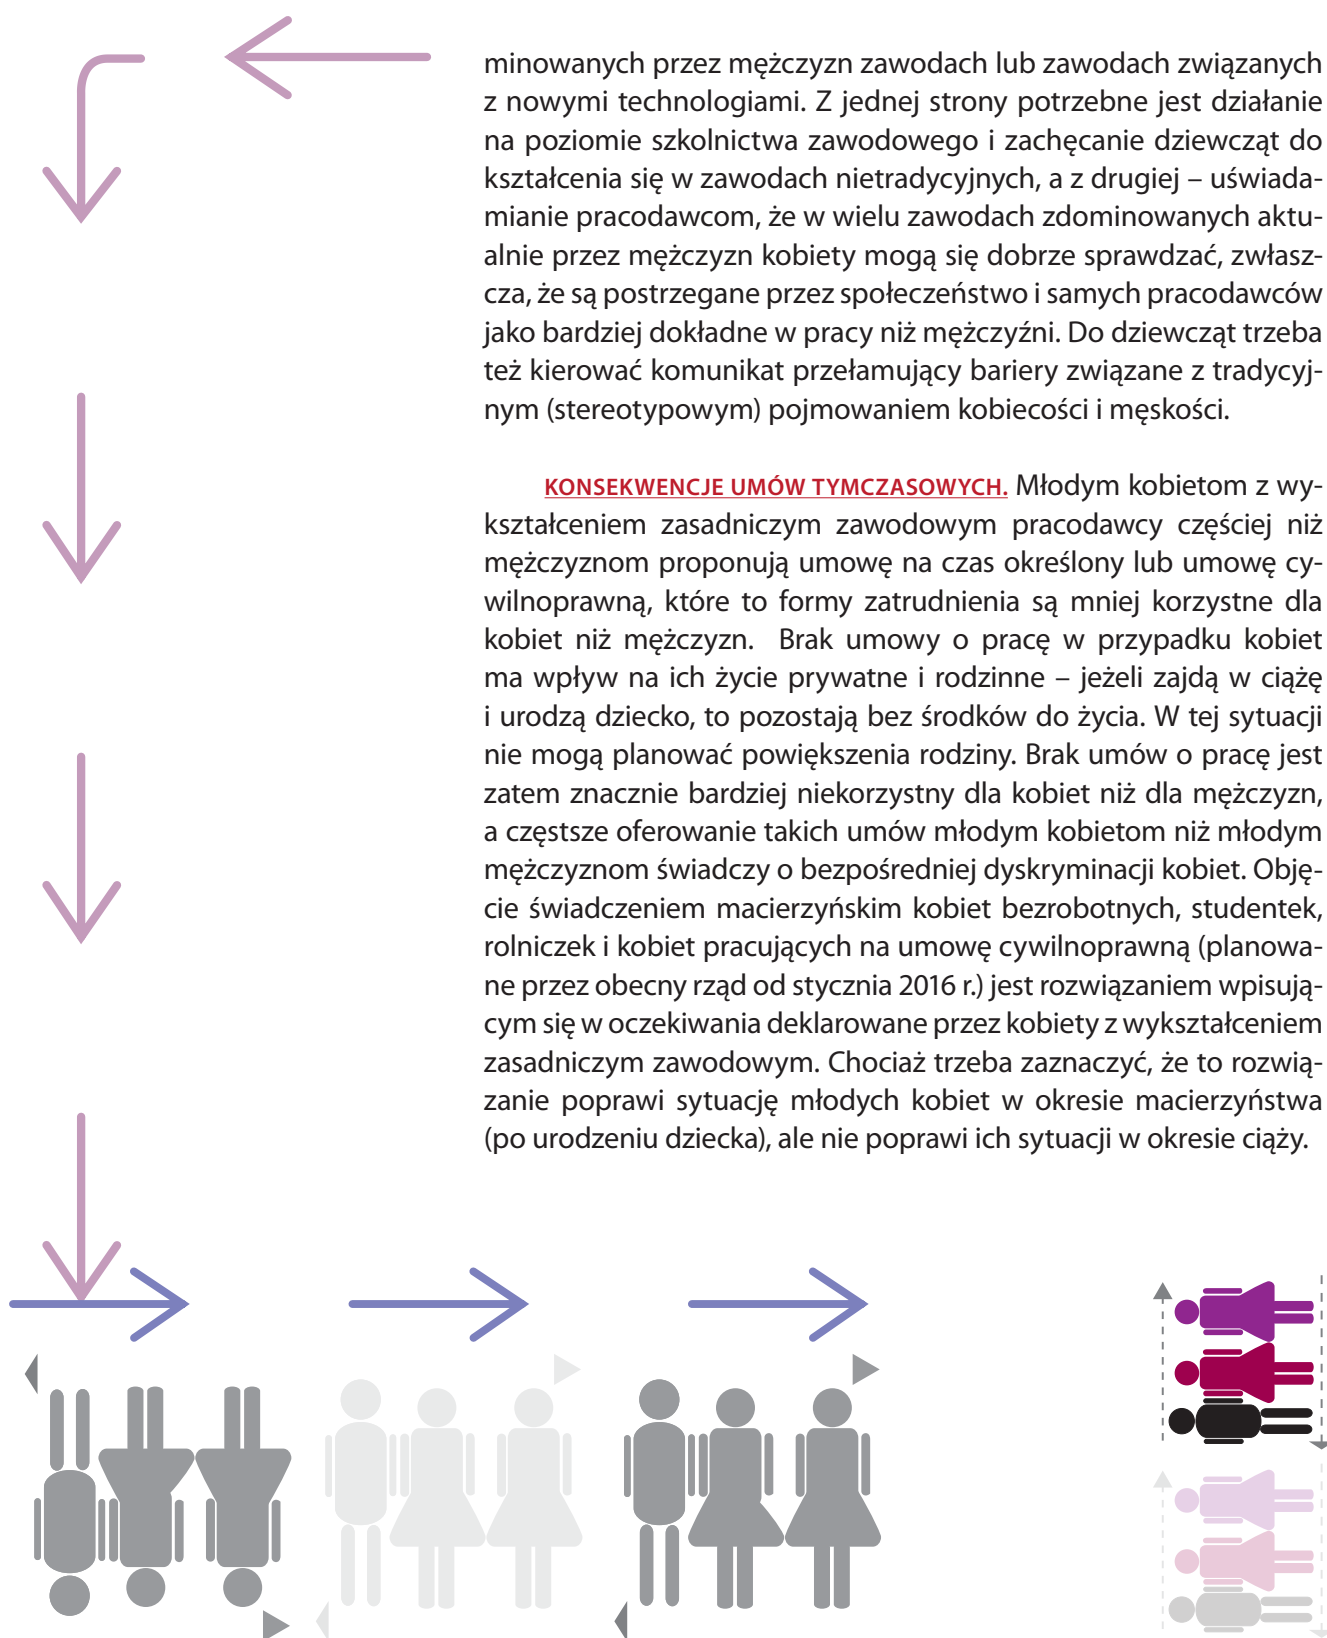 minowanych przez mężczyzn zawodach lub zawodach związanych
z nowymi technologiami. Z jednej strony potrzebne jest działanie
na poziomie szkolnictwa zawodowego i zachęcanie dziewcząt do
kształcenia się w zawodach nietradycyjnych, a z drugiej – uświada-
mianie pracodawcom, że w wielu zawodach zdominowanych aktu-
alnie przez mężczyzn kobiety mogą się dobrze sprawdzać, zwłasz-
cza, że są postrzegane przez społeczeństwo i samych pracodawców
jako bardziej dokładne w pracy niż mężczyźni. Do dziewcząt trzeba
też kierować komunikat przełamujący bariery związane z tradycyj-
nym (stereotypowym) pojmowaniem kobiecości i męskości.
KONSEKWENCJE UMÓW TYMCZASOWYCH. Młodym kobietom z wy-
kształceniem zasadniczym zawodowym pracodawcy częściej niż
mężczyznom proponują umowę na czas określony lub umowę cy-
wilnoprawną, które to formy zatrudnienia są mniej korzystne dla
kobiet niż mężczyzn. Brak umowy o pracę w przypadku kobiet
ma wpływ na ich życie prywatne i rodzinne – jeżeli zajdą w ciążę
i urodzą dziecko, to pozostają bez środków do życia. W tej sytuacji
nie mogą planować powiększenia rodziny. Brak umów o pracę jest
zatem znacznie bardziej niekorzystny dla kobiet niż dla mężczyzn,
a częstsze oferowanie takich umów młodym kobietom niż młodym
mężczyznom świadczy o bezpośredniej dyskryminacji kobiet. Obję-
cie świadczeniem macierzyńskim kobiet bezrobotnych, studentek,
rolniczek i kobiet pracujących na umowę cywilnoprawną (planowa-
ne przez obecny rząd od stycznia 2016 r.) jest rozwiązaniem wpisują-
cym się w oczekiwania deklarowane przez kobiety z wykształceniem
zasadniczym zawodowym. Chociaż trzeba zaznaczyć, że to rozwią-
zanie poprawi sytuację młodych kobiet w okresie macierzyństwa
(po urodzeniu dziecka), ale nie poprawi ich sytuacji w okresie ciąży.